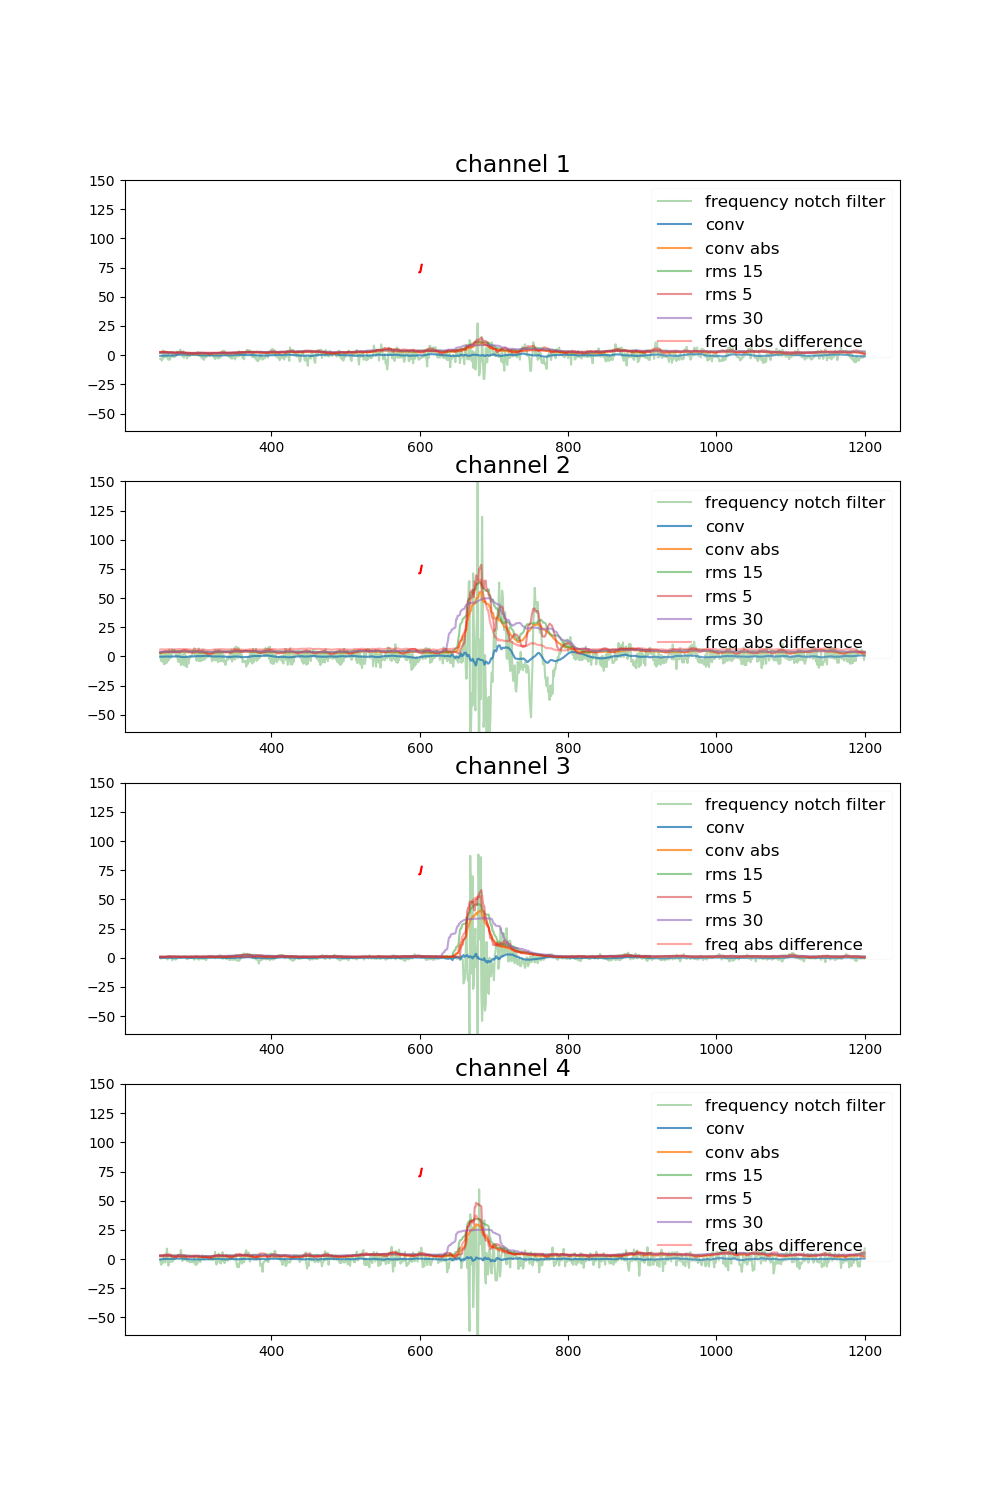 channel 1
150
125
100
75
50
25
0
−25
−50
frequency notch filter
conv
conv abs
rms 15
rms 5
rms 30
freq abs difference
400 600 800 1000 1200
channel 2
150
125
100
75
50
25
0
−25
−50
frequency notch filter
conv
conv abs
rms 15
rms 5
rms 30
freq abs difference
400 600 800 1000 1200
channel 3
150
125
100
75
50
25
0
−25
−50
frequency notch filter
conv
conv abs
rms 15
rms 5
rms 30
freq abs difference
400 600 800 1000 1200
channel 4
150
125
100
75
50
25
0
−25
−50
frequency notch filter
conv
conv abs
rms 15
rms 5
rms 30
freq abs difference
400 600 800 1000 1200